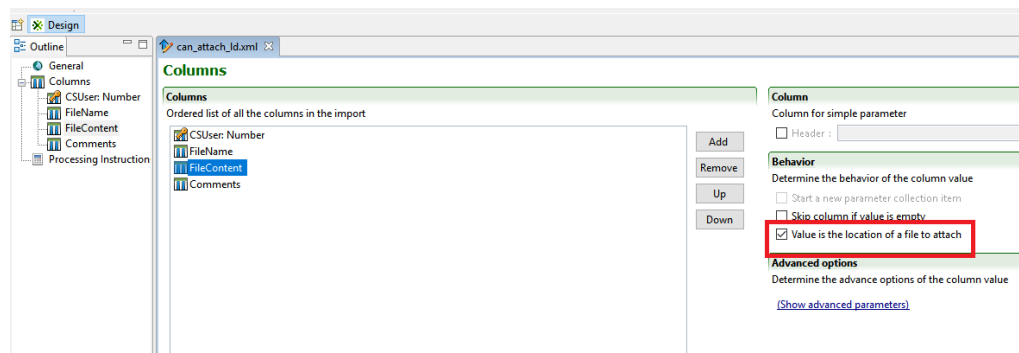 Design
Outline
can_attach_ld.xml
General
Columns
CSUser: Number
FileName
FileContent
Comments
Processing Instruction
Columns
Columns
Ordered list of all the columns in the import
CSUser: Number
FileName
FileContent
Comments
Add
Remove
Up
Down
Column
Column for simple parameter
Header :
Behavior
Determine the behavior of the column value
Start a new parameter collection item
Skip column if value is empty
Value is the location of a file to attach
Advanced options
Determine the advance options of the column value
(Show advanced parameters)